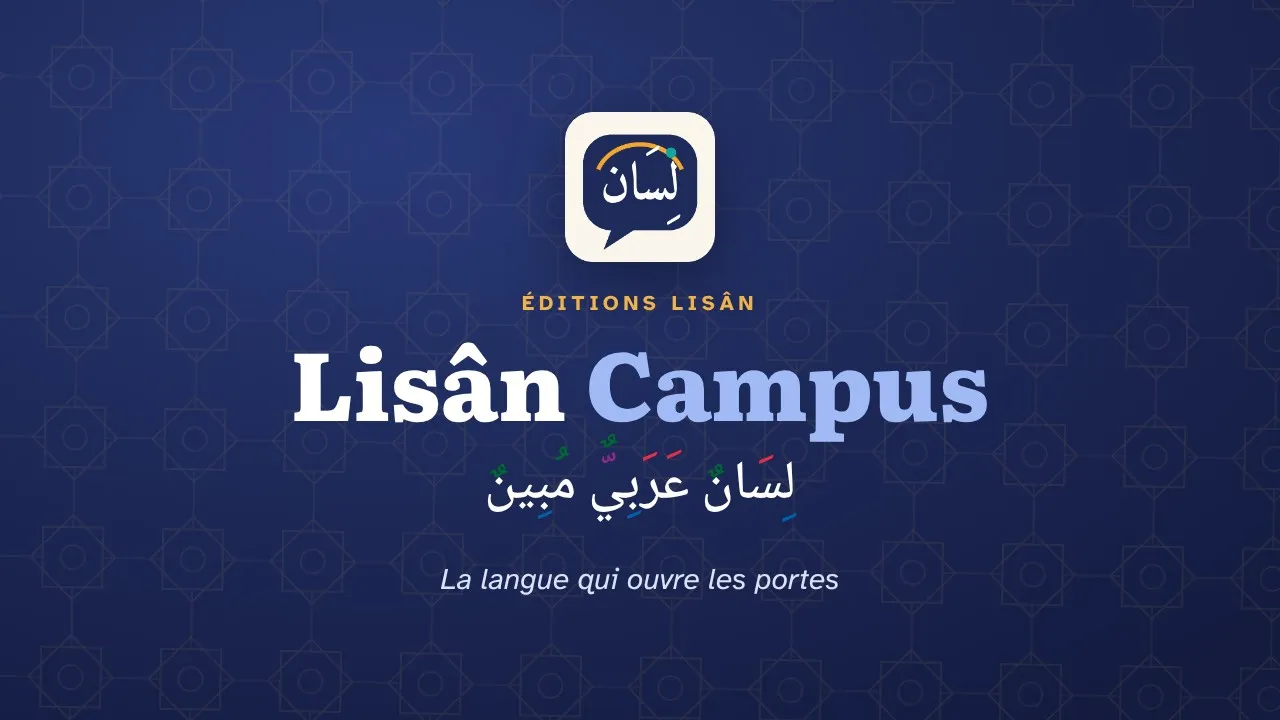 لِسَان
ÉDITIONS LISÂN
Lisân Campus
لِسَانٌ عَرَبِيٌّ مُبِينٌ
La langue qui ouvre les portes